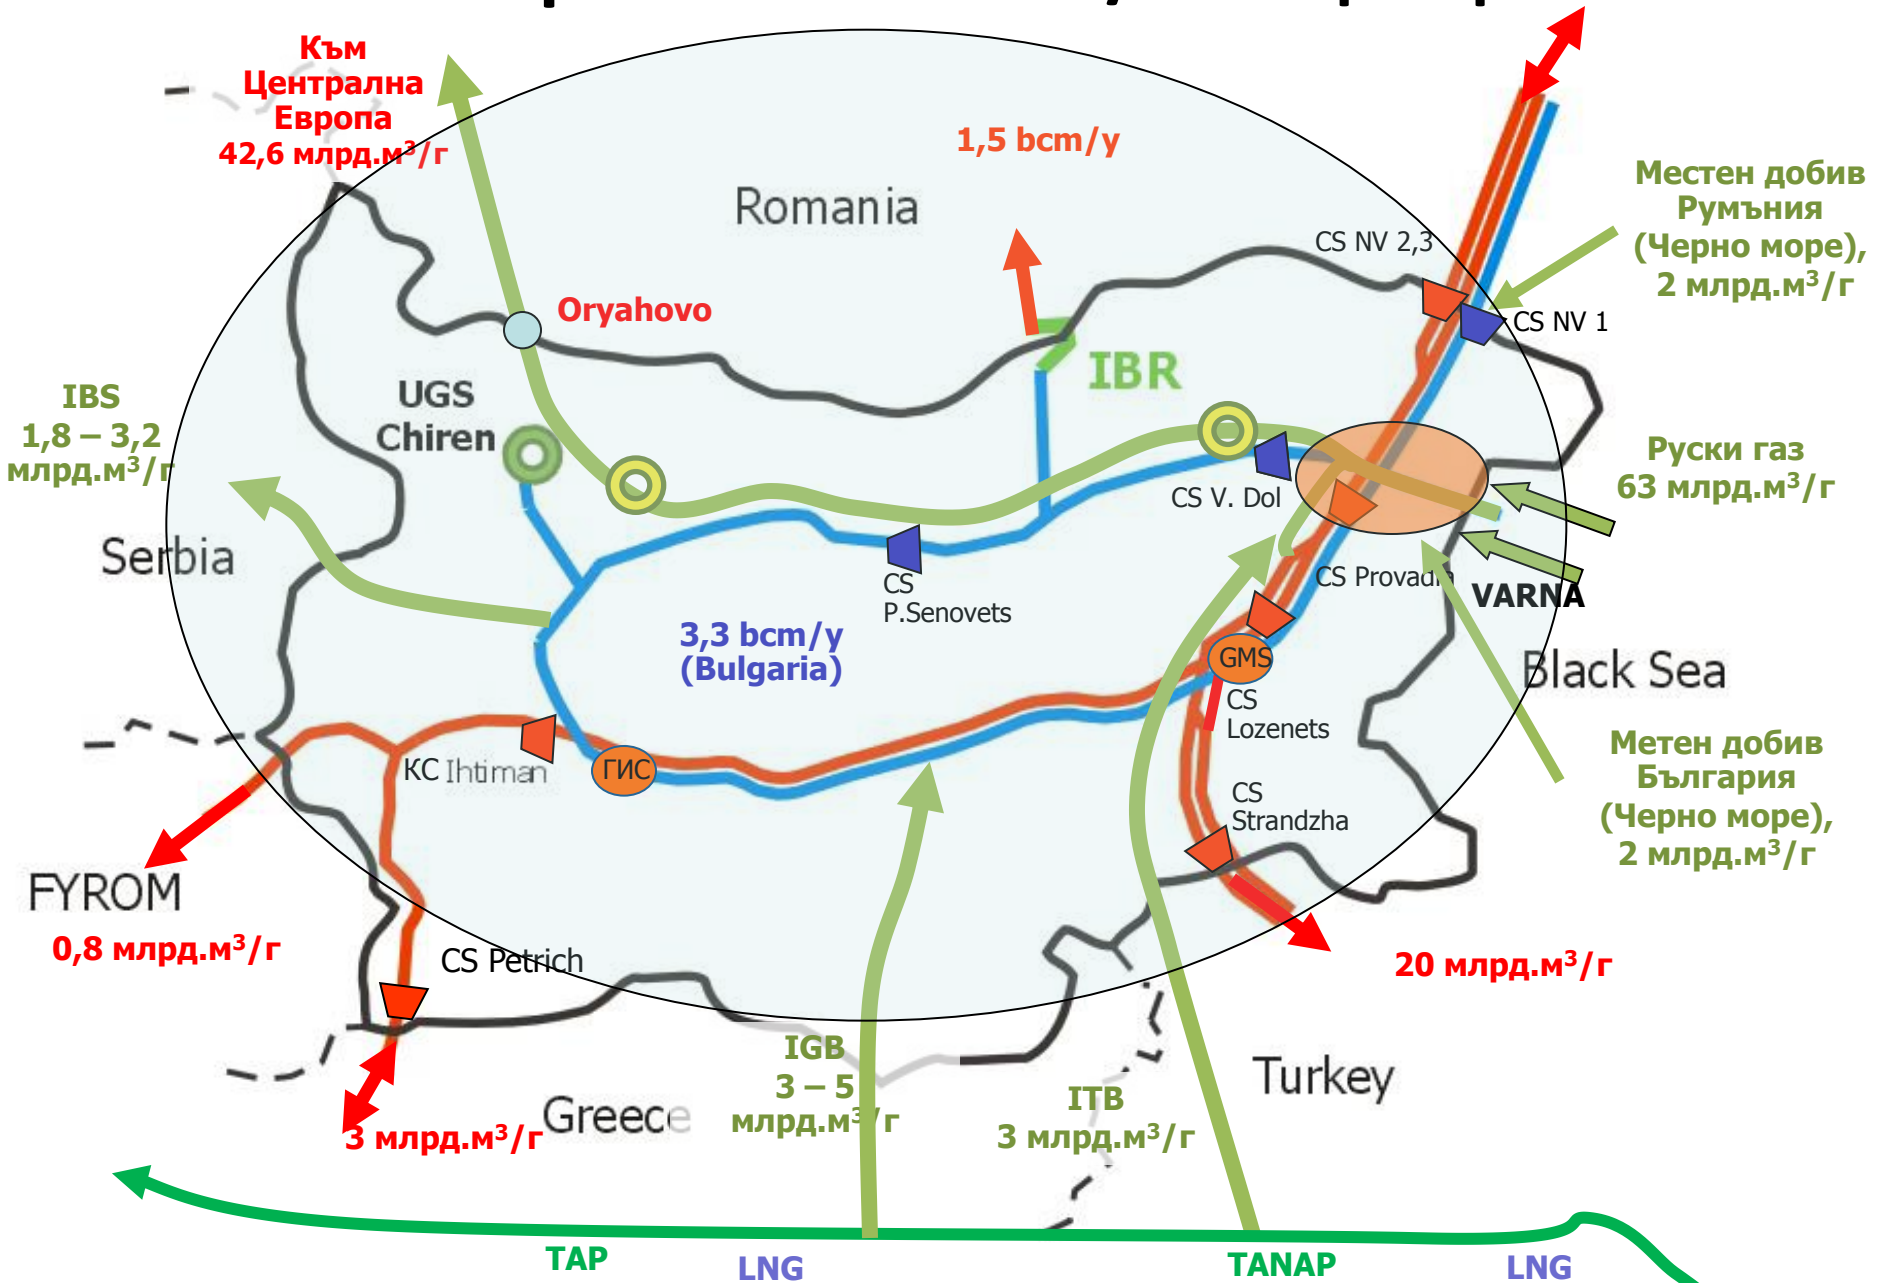 Към
Централна
Европа
42,6 млрд.м³/г
1,5 bcm/y
Romania
Местен добив
Румъния
(Черно море),
2 млрд.м³/г
CS NV 2,3
CS NV 1
Oryahovo
IBR
UGS
Chiren
IBS
1,8 – 3,2
млрд.м³/г
Руски газ
63 млрд.м³/г
CS V. Dol
Serbia
CS
P.Senovets
CS Provadia
VARNA
3,3 bcm/y
(Bulgaria)
GMS
Black Sea
CS
Lozenets
КС Ihtiman
ГИС
Метен добив
България
(Черно море),
2 млрд.м³/г
CS
Strandzha
FYROM
0,8 млрд.м³/г
CS Petrich
20 млрд.м³/г
IGB
3 – 5
млрд.м³/г
Turkey
ITB
3 млрд.м³/г
Greece
3 млрд.м³/г
TAP
LNG
TANAP
LNG